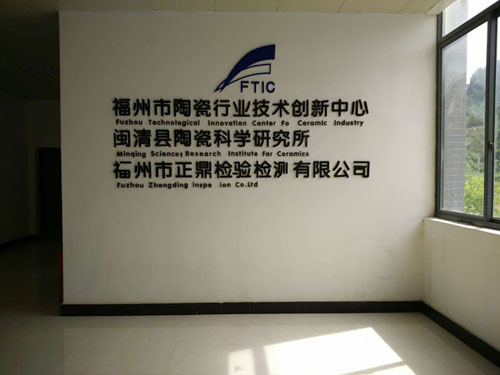 FTIC
福州市陶瓷行业技术创新中心
Fuzhou Technological Innovation Center Fo Ceramic Industry
闽清县陶瓷科学研究所
Minqing Science&Research Institute For Ceramics
福州市正鼎检验检测有限公司
Fuzhou Zhengding Inspe ion Co.Ltd